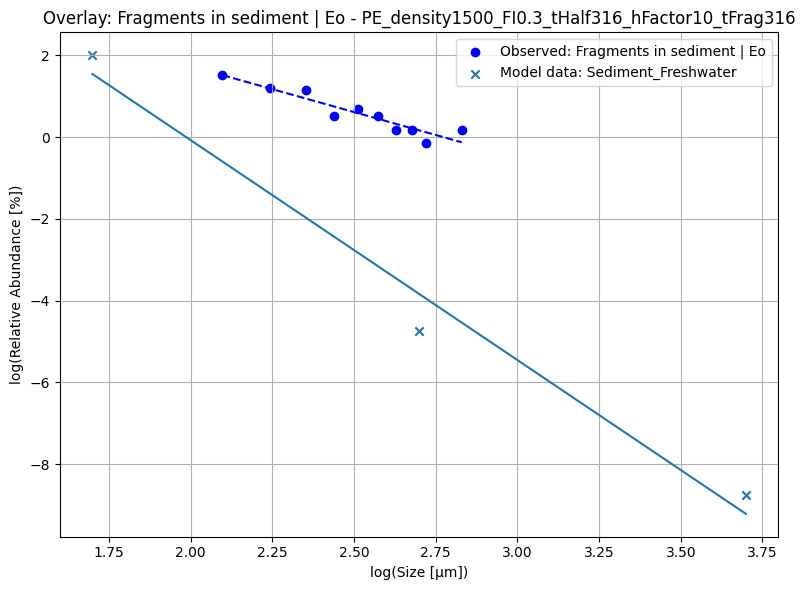 Overlay: Fragments in sediment | Eo - PE_density1500_FI0.3_tHalf316_hFactor10_tFrag316
Observed: Fragments in sediment | Eo
Model data: Sediment_Freshwater
log(Relative Abundance [%])
2
0
−2
−4
−6
−8
1.75 2.00 2.25 2.50 2.75 3.00 3.25 3.50 3.75
log(Size [µm])